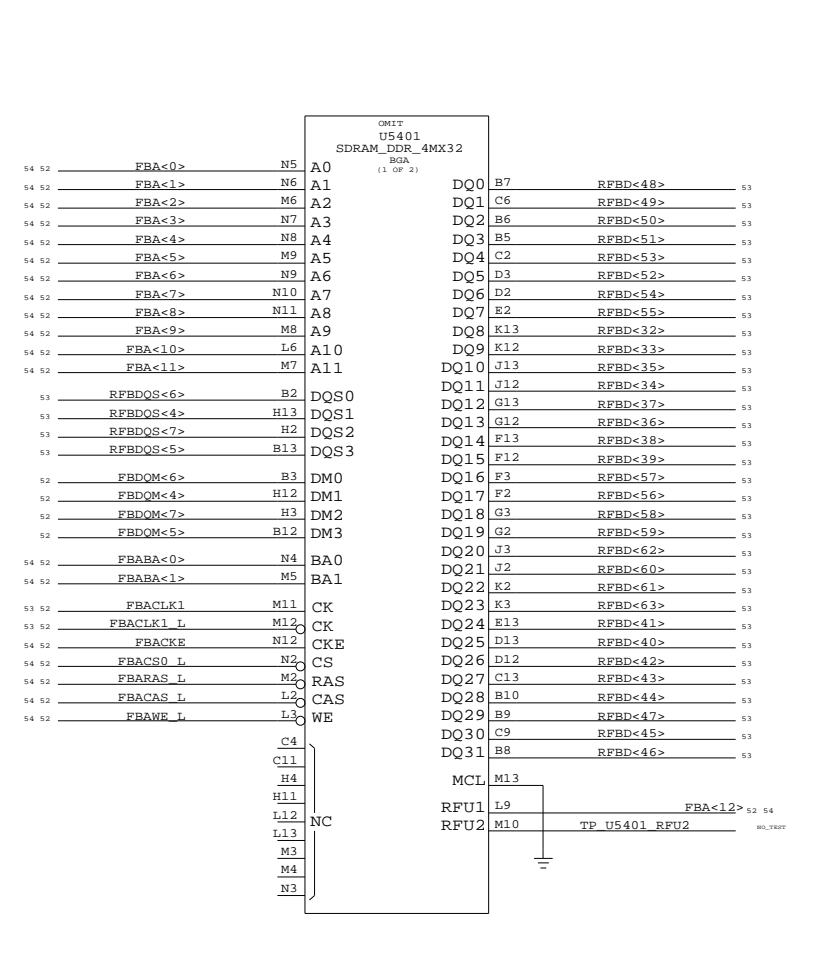 OMIT
U5401
SDRAM_DDR_4MX32
BGA
(1 OF 2)
54 52 FBA<0> N5 A0
54 52 FBA<1> N6 A1
54 52 FBA<2> M6 A2
54 52 FBA<3> N7 A3
54 52 FBA<4> N8 A4
54 52 FBA<5> M9 A5
54 52 FBA<6> N9 A6
54 52 FBA<7> N10 A7
54 52 FBA<8> N11 A8
54 52 FBA<9> M8 A9
54 52 FBA<10> L6 A10
54 52 FBA<11> M7 A11
53 RFBDQS<6> B2 DQS0
53 RFBDQS<4> H13 DQS1
53 RFBDQS<7> H2 DQS2
53 RFBDQS<5> B13 DQS3
52 FBDQM<6> B3 DM0
52 FBDQM<4> H12 DM1
52 FBDQM<7> H3 DM2
52 FBDQM<5> B12 DM3
54 52 FBABA<0> N4 BA0
54 52 FBABA<1> M5 BA1
53 52 FBACLK1 M11 CK
53 52 FBACLK1_L M12 CK
54 52 FBACKE N12 CKE
54 52 FBACS0_L N2 CS
54 52 FBARAS_L M2 RAS
54 52 FBACAS_L L2 CAS
54 52 FBAWE_L L3 WE
C4
C11
H4
H11
L12 NC
L13
M3
M4
N3
DQ0 B7 RFBD<48> 53
DQ1 C6 RFBD<49> 53
DQ2 B6 RFBD<50> 53
DQ3 B5 RFBD<51> 53
DQ4 C2 RFBD<53> 53
DQ5 D3 RFBD<52> 53
DQ6 D2 RFBD<54> 53
DQ7 E2 RFBD<55> 53
DQ8 K13 RFBD<32> 53
DQ9 K12 RFBD<33> 53
DQ10 J13 RFBD<35> 53
DQ11 J12 RFBD<34> 53
DQ12 G13 RFBD<37> 53
DQ13 G12 RFBD<36> 53
DQ14 F13 RFBD<38> 53
DQ15 F12 RFBD<39> 53
DQ16 F3 RFBD<57> 53
DQ17 F2 RFBD<56> 53
DQ18 G3 RFBD<58> 53
DQ19 G2 RFBD<59> 53
DQ20 J3 RFBD<62> 53
DQ21 J2 RFBD<60> 53
DQ22 K2 RFBD<61> 53
DQ23 K3 RFBD<63> 53
DQ24 E13 RFBD<41> 53
DQ25 D13 RFBD<40> 53
DQ26 D12 RFBD<42> 53
DQ27 C13 RFBD<43> 53
DQ28 B10 RFBD<44> 53
DQ29 B9 RFBD<47> 53
DQ30 C9 RFBD<45> 53
DQ31 B8 RFBD<46> 53
MCL M13
RFU1 L9 FBA<12> 52 54
RFU2 M10 TP_U5401_RFU2 NO_TEST